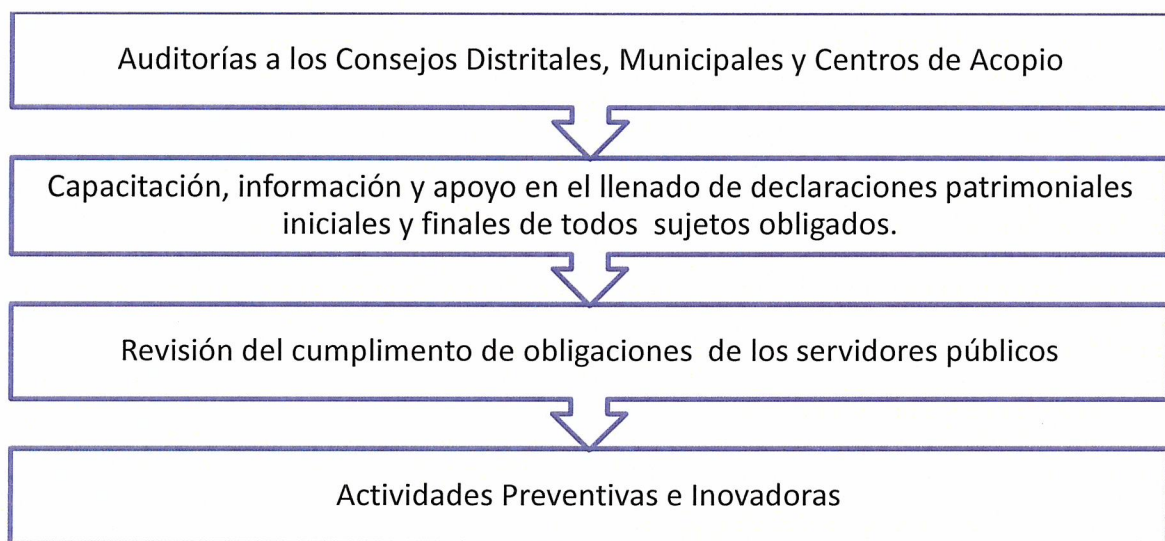 Auditorías a los Consejos Distritales, Municipales y Centros de Acopio
Capacitación, información y apoyo en el llenado de declaraciones patrimoniales
iniciales y finales de todos  sujetos obligados.
Revisión del cumplimento de obligaciones  de los servidores públicos
Actividades Preventivas e Inovadoras